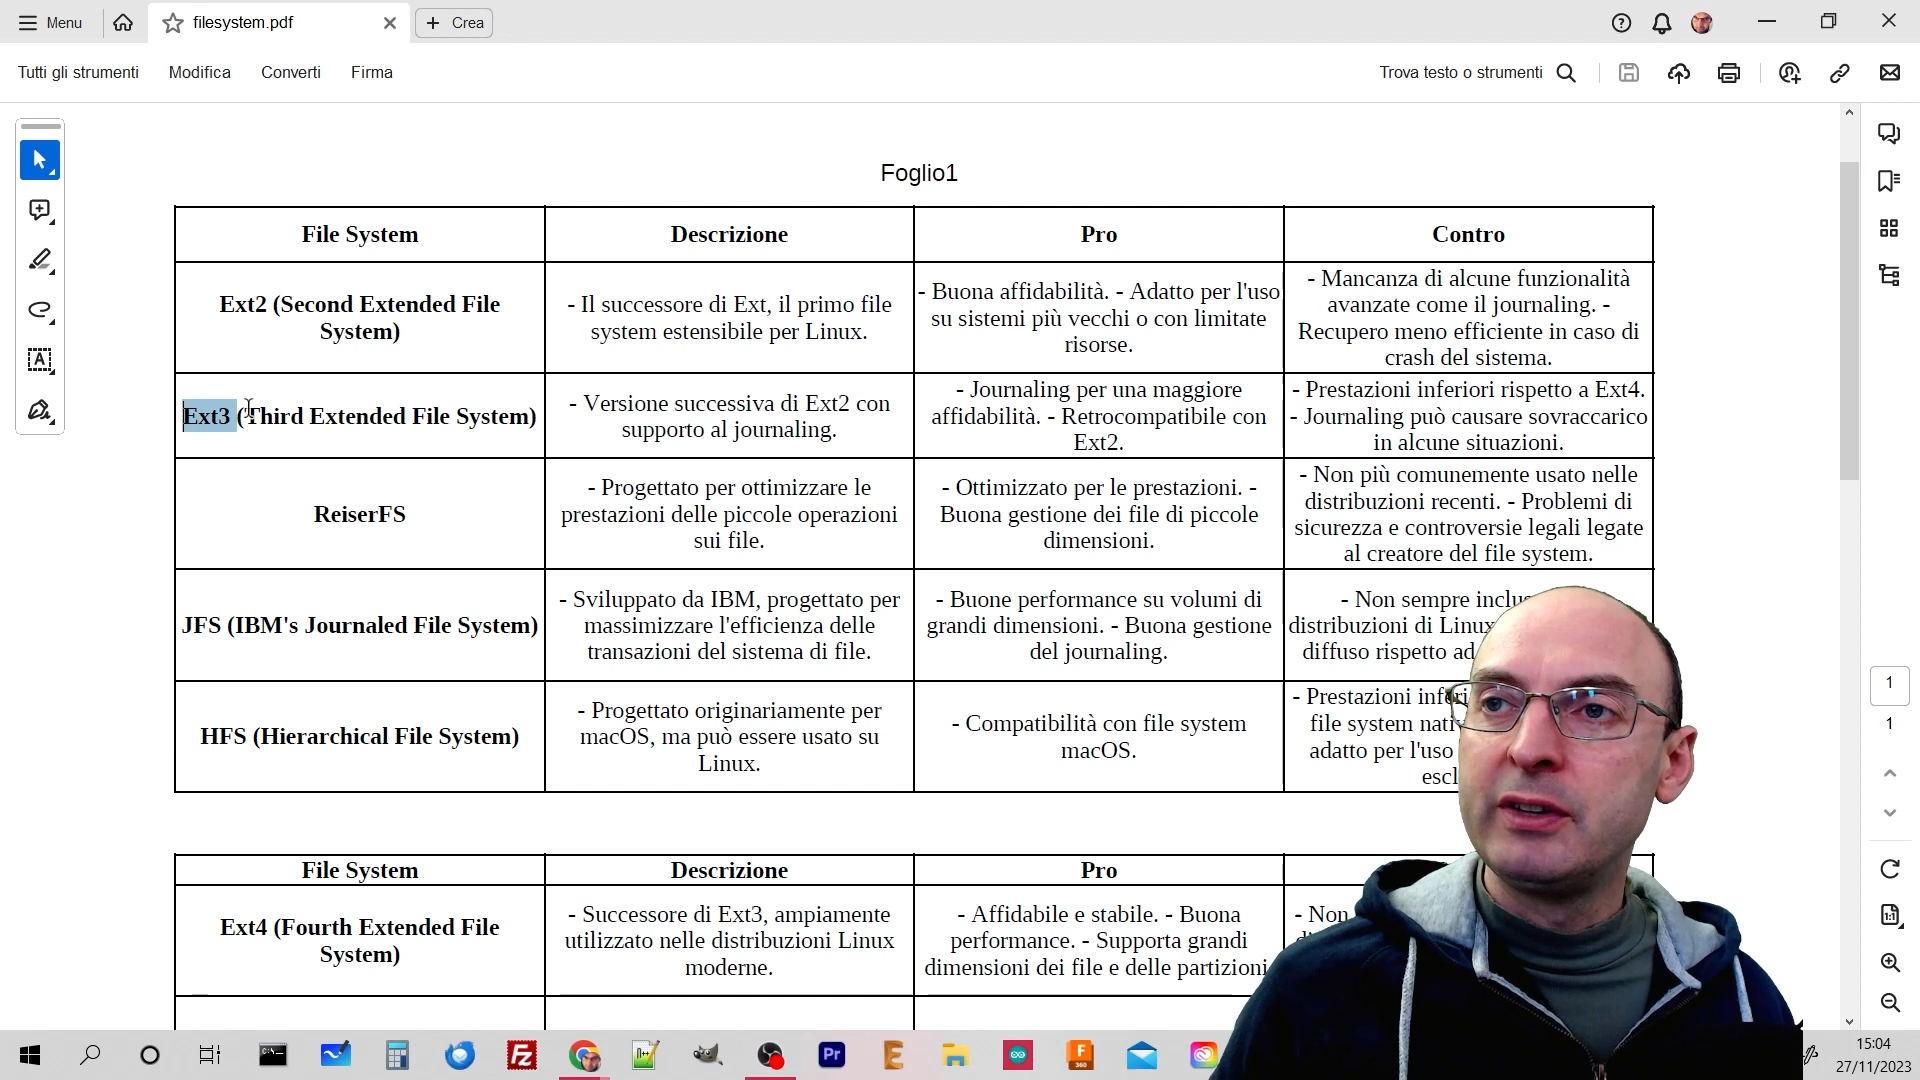 Menu
filesystem.pdf
Crea
Tutti gli strumenti
Modifica
Converti
Firma
Trova testo o strumenti
Foglio1
File System
Descrizione
Pro
Contro
Ext2 (Second Extended File
System)
- Il successore di Ext, il primo file
system estensibile per Linux.
- Buona affidabilità. - Adatto per l'uso
su sistemi più vecchi o con limitate
risorse.
- Mancanza di alcune funzionalità
avanzate come il journaling. -
Recupero meno efficiente in caso di
crash del sistema.
Ext3 (Third Extended File System)
- Versione successiva di Ext2 con
supporto al journaling.
- Journaling per una maggiore
affidabilità. - Retrocompatibile con
Ext2.
- Prestazioni inferiori rispetto a Ext4.
- Journaling può causare sovraccarico
in alcune situazioni.
ReiserFS
- Progettato per ottimizzare le
prestazioni delle piccole operazioni
sui file.
- Ottimizzato per le prestazioni. -
Buona gestione dei file di piccole
dimensioni.
- Non più comunemente usato nelle
distribuzioni recenti. - Problemi di
sicurezza e controversie legali legate
al creatore del file system.
JFS (IBM's Journaled File System)
- Sviluppato da IBM, progettato per
massimizzare l'efficienza delle
transazioni del sistema di file.
- Buone performance su volumi di
grandi dimensioni. - Buona gestione
del journaling.
- Non sempre
distribuzioni di Linux
diffuso rispetto ad
HFS (Hierarchical File System)
- Progettato originariamente per
macOS, ma può essere usato su
Linux.
- Compatibilità con file system
macOS.
- Prestazioni
file system
adatto per l'uso
File System
Descrizione
Pro
Ext4 (Fourth Extended File
System)
- Successore di Ext3, ampiamente
utilizzato nelle distribuzioni Linux
moderne.
- Affidabile e stabile. - Buona
performance. - Supporta grandi
dimensioni dei file e delle partizioni
- Non
1
1
15:04
27/11/2023